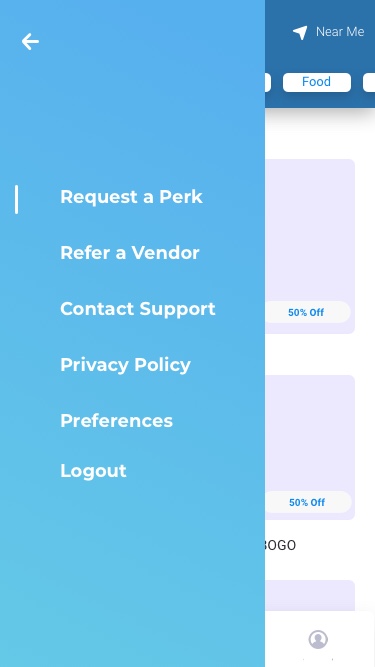 Near Me
Food
Request a Perk
Refer a Vendor
50% Off
Contact Support
Privacy Policy
Preferences
Logout
50% Off
BOGO